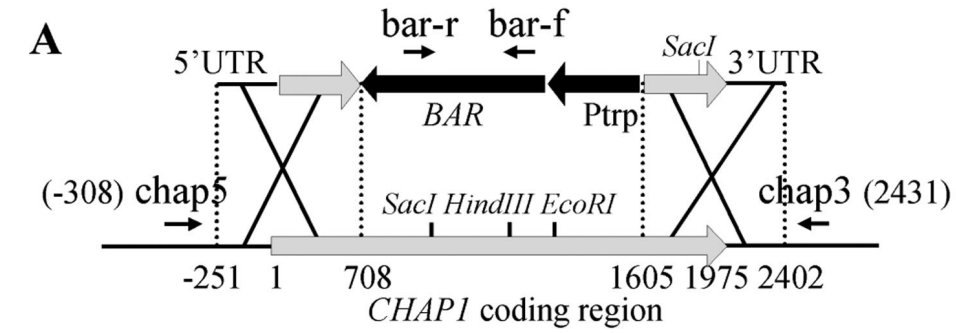 A
bar-r bar-f
5’UTR SacI 3’UTR
BAR Ptrp
(-308) chap5 chap3 (2431)
SacI HindIII EcoRI
-251 1 708 1605 1975 2402
CHAP1 coding region